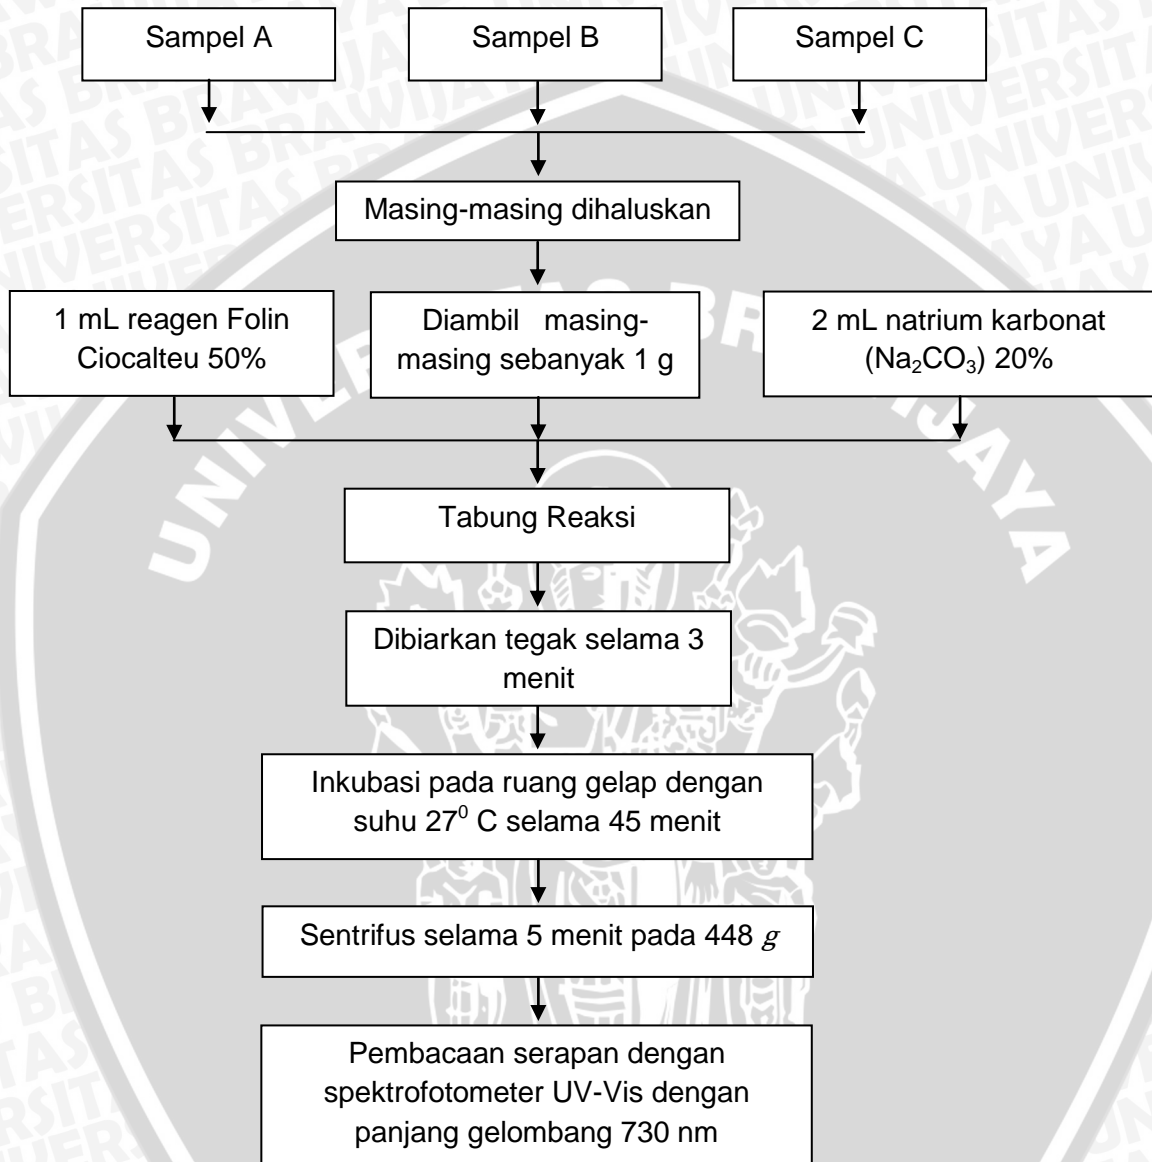 Sampel A
Sampel B
Sampel C
Masing-masing dihaluskan
1 mL reagen Folin
Ciocalteu 50%
Diambil masing-
masing sebanyak 1 g
2 mL natrium karbonat
(Na₂CO₃) 20%
Tabung Reaksi
Dibiarkan tegak selama 3
menit
Inkubasi pada ruang gelap dengan
suhu 27⁰ C selama 45 menit
Sentrifus selama 5 menit pada 448 g
Pembacaan serapan dengan
spektrofotometer UV-Vis dengan
panjang gelombang 730 nm
UNIVERSITAS BRAWIJAYA